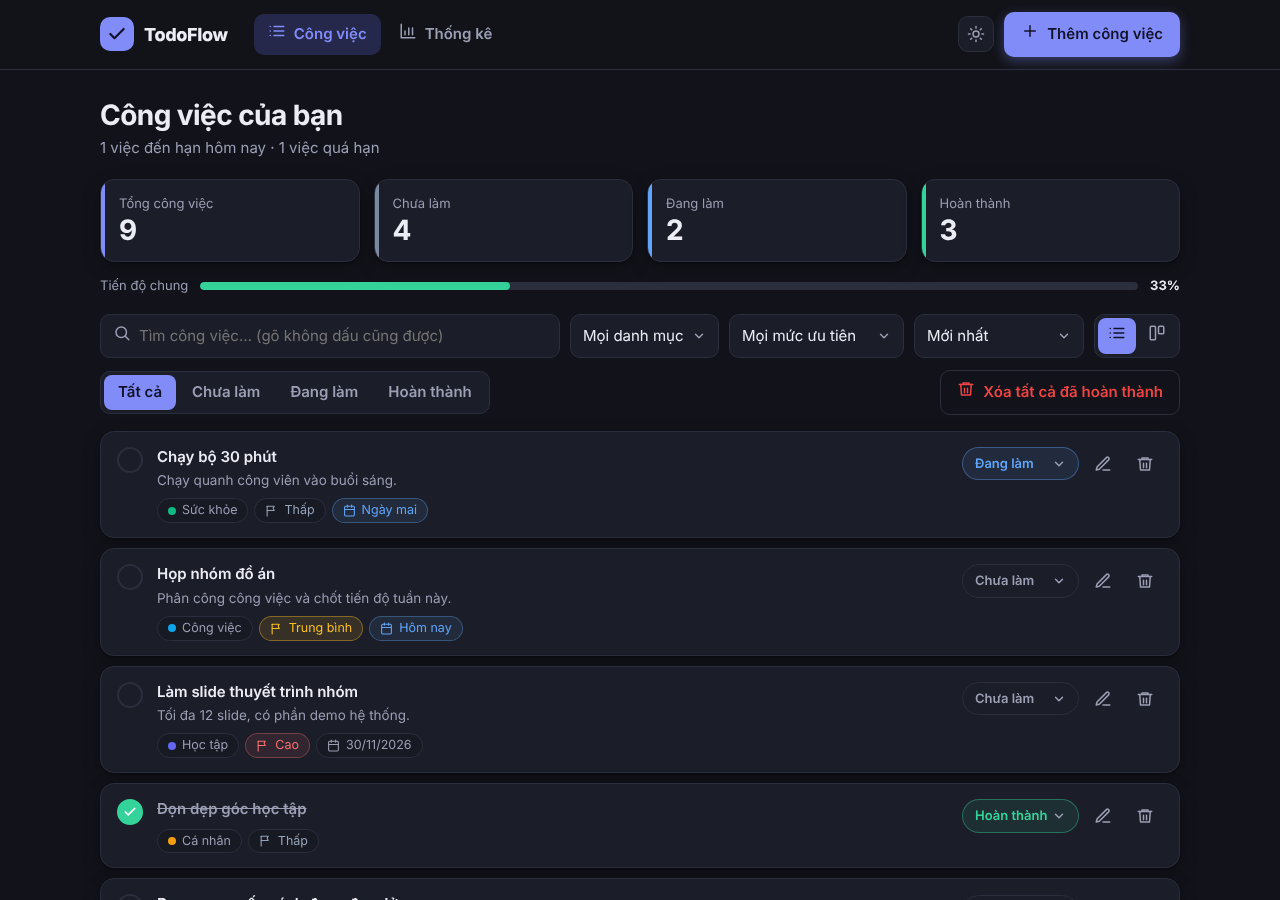 TodoFlow
Công việc
Thống kê
Thêm công việc
Công việc của bạn
1 việc đến hạn hôm nay · 1 việc quá hạn
Tổng công việc
9
Chưa làm
4
Đang làm
2
Hoàn thành
3
Tiến độ chung
33%
Tìm công việc... (gõ không dấu cũng được)
Mọi danh mục
Mọi mức ưu tiên
Mới nhất
Tất cả
Chưa làm
Đang làm
Hoàn thành
Xóa tất cả đã hoàn thành
Chạy bộ 30 phút
Đang làm
Chạy quanh công viên vào buổi sáng.
Sức khỏe
Thấp
Ngày mai
Họp nhóm đồ án
Chưa làm
Phân công công việc và chốt tiến độ tuần này.
Công việc
Trung bình
Hôm nay
Làm slide thuyết trình nhóm
Chưa làm
Tối đa 12 slide, có phần demo hệ thống.
Học tập
Cao
30/11/2026
Dọn dẹp góc học tập
Hoàn thành
Cá nhân
Thấp